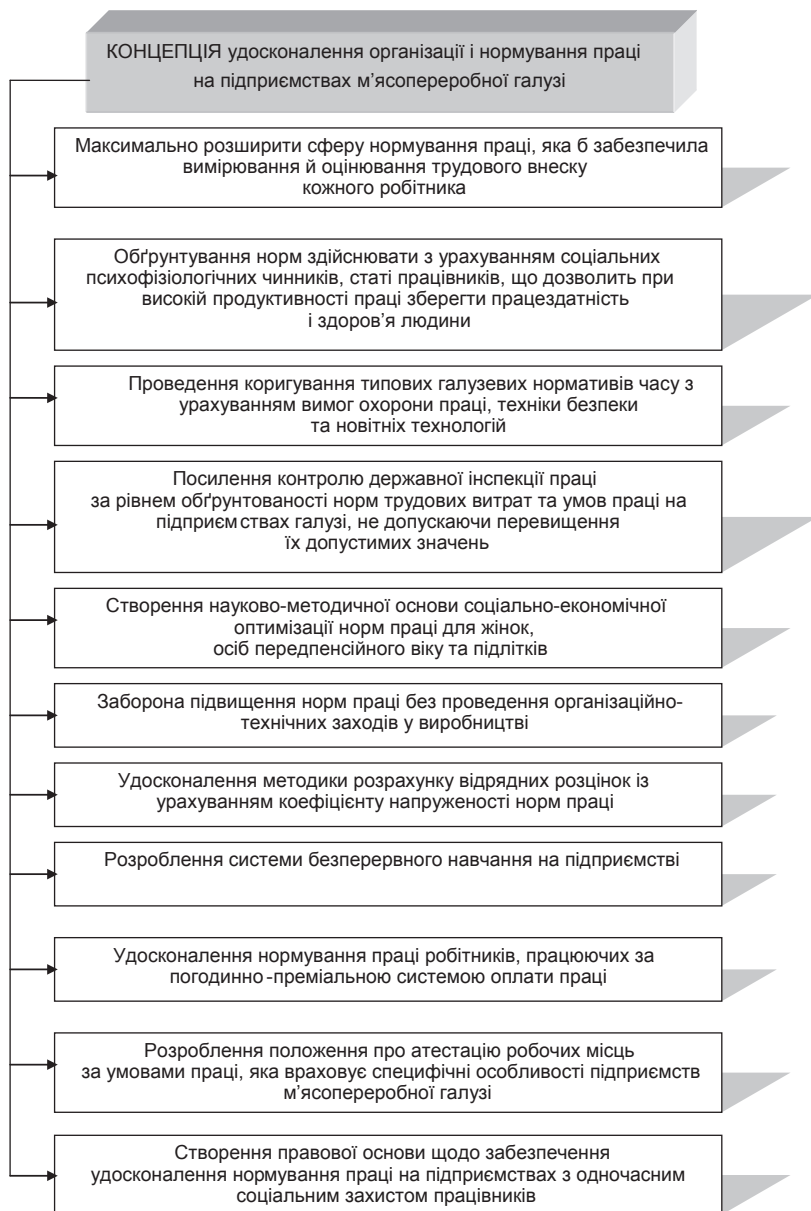 КОНЦЕПЦІЯ удосконалення організації і нормування праці
на підприємствах м’ясопереробної галузі
Максимально розширити сферу нормування праці, яка б забезпечила
вимірювання й оцінювання трудового внеску
кожного робітника
Обґрунтування норм здійснювати з урахуванням соціальних
психофізіологічних чинників, статі працівників, що дозволить при
високій продуктивності праці зберегти працездатність
і здоров’я людини
Проведення коригування типових галузевих нормативів часу з
урахуванням вимог охорони праці, техніки безпеки
та новітніх технологій
Посилення контролю державної інспекції праці
за рівнем обґрунтованості норм трудових витрат та умов праці на
підприємствах галузі, не допускаючи перевищення
їх допустимих значень
Створення науково-методичної основи соціально-економічної
оптимізації норм праці для жінок,
осіб передпенсійного віку та підлітків
Заборона підвищення норм праці без проведення організаційно-
технічних заходів у виробництві
Удосконалення методики розрахунку відрядних розцінок із
урахуванням коефіцієнту напруженості норм праці
Розроблення системи безперервного навчання на підприємстві
Удосконалення нормування праці робітників, працюючих за
погодинно-преміальною системою оплати праці
Розроблення положення про атестацію робочих місць
за умовами праці, яка враховує специфічні особливості підприємств
м’ясопереробної галузі
Створення правової основи щодо забезпечення
удосконалення нормування праці на підприємствах з одночасним
соціальним захистом працівників